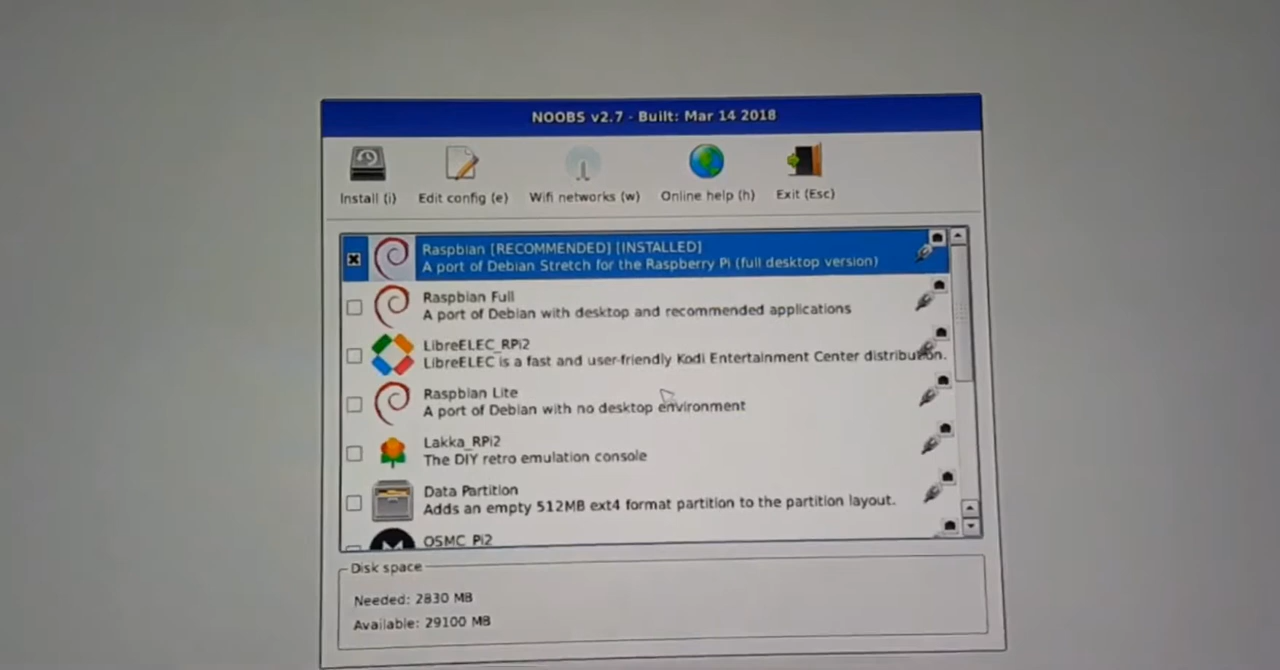 NOOBS v2.7 - Built: Mar 14 2018
Install (i) Edit config (e) Wifi networks (w) Online help (h) Exit (Esc)
Raspbian [RECOMMENDED] [INSTALLED]
A port of Debian Stretch for the Raspberry Pi (full desktop version)
Raspbian Full
A port of Debian with desktop and recommended applications
LibreELEC_RPi2
LibreELEC is a fast and user-friendly Kodi Entertainment Center distribution.
Raspbian Lite
A port of Debian with no desktop environment
Lakka_RPi2
The DIY retro emulation console
Data Partition
Adds an empty 512MB ext4 format partition to the partition layout.
OSMC_Pi2
Disk space
Needed: 2830 MB
Available: 29100 MB